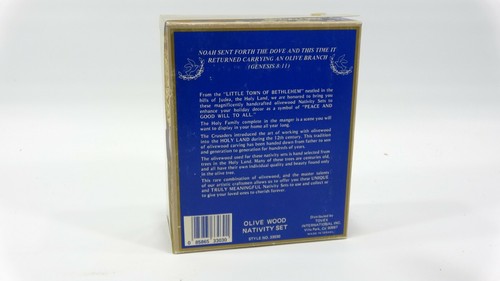 NOAH SENT FORTH THE DOVE AND THIS TIME IT
RETURNED CARRYING AN OLIVE BRANCH
(GENESIS 8:11)
From the "LITTLE TOWN OF BETHLEHEM" nestled in the
hills of Judea, the Holy Land, we are honored to bring you
these magnificently handcrafted olivewood Nativity Sets to
enhance your holiday decor as a symbol of "PEACE AND
GOOD WILL TO ALL."
The Holy Family complete in the manger is a scene you will
want to display in your home all year long.
The Crusaders introduced the art of working with olivewood
into the HOLY LAND during the 12th century. This tradition
of olivewood carving has been handed down from father to son
and generation to generation for hundreds of years.
The olivewood used for these nativity sets is hand selected from
trees in the Holy Land. Many of these trees are centuries old,
and all have their own individual quality and beauty found only
in the olive tree.
This rare combination of olivewood, and the master talents
of our artistic craftsmen allows us to offer you these UNIQUE
and TRULY MEANINGFUL Nativity Sets to use and collect or
to give your loved ones to cherish forever.
OLIVE WOOD
NATIVITY SET
STYLE NO. 33030
Distributed by
INTERNATIONAL INC.
MADE IN ISRAEL